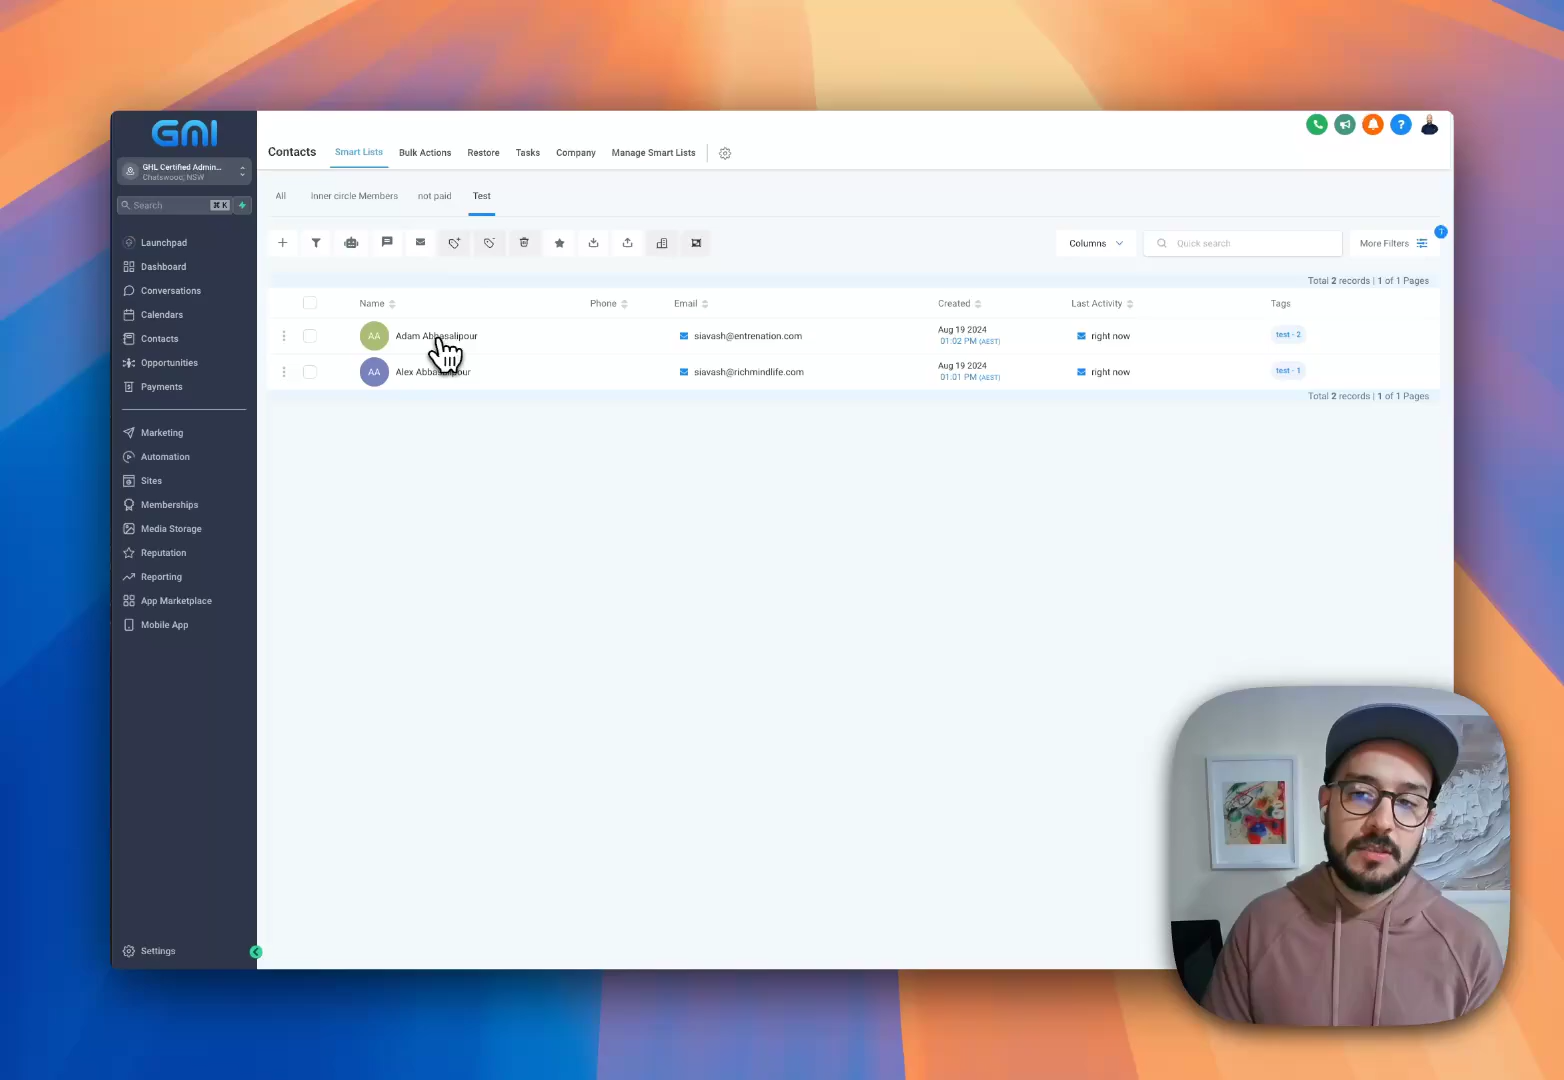 GMI
GHL Certified Admin...
Chatswood, NSW
Search
⌘ K
Launchpad
Dashboard
Conversations
Calendars
Contacts
Opportunities
Payments
Marketing
Automation
Sites
Memberships
Media Storage
Reputation
Reporting
App Marketplace
Mobile App
Settings
Contacts
Smart Lists
Bulk Actions
Restore
Tasks
Company
Manage Smart Lists
All
Inner circle Members
not paid
Test
Columns
Quick search
More Filters
1
Total 2 records | 1 of 1 Pages
Name
Phone
Email
Created
Last Activity
Tags
AA
Adam Abbasalipour
siavash@entrenation.com
Aug 19 2024
01:02 PM (AEST)
right now
test - 2
AA
Alex Abbasalipour
siavash@richmindlife.com
Aug 19 2024
01:01 PM (AEST)
right now
test - 1
Total 2 records | 1 of 1 Pages